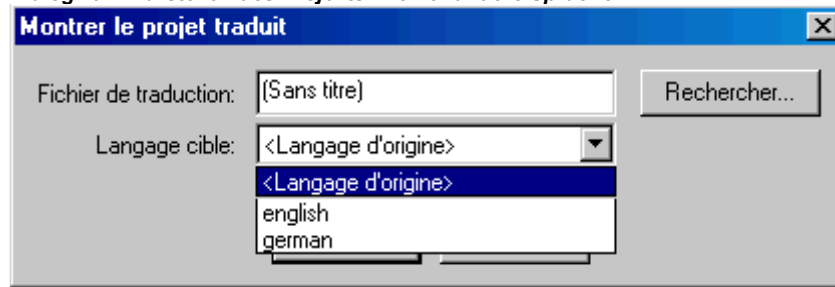 Montrer le projet traduit
Fichier de traduction: (Sans titre) Rechercher...
Langage cible: <Langage d'origine>
<Langage d'origine>
english
german